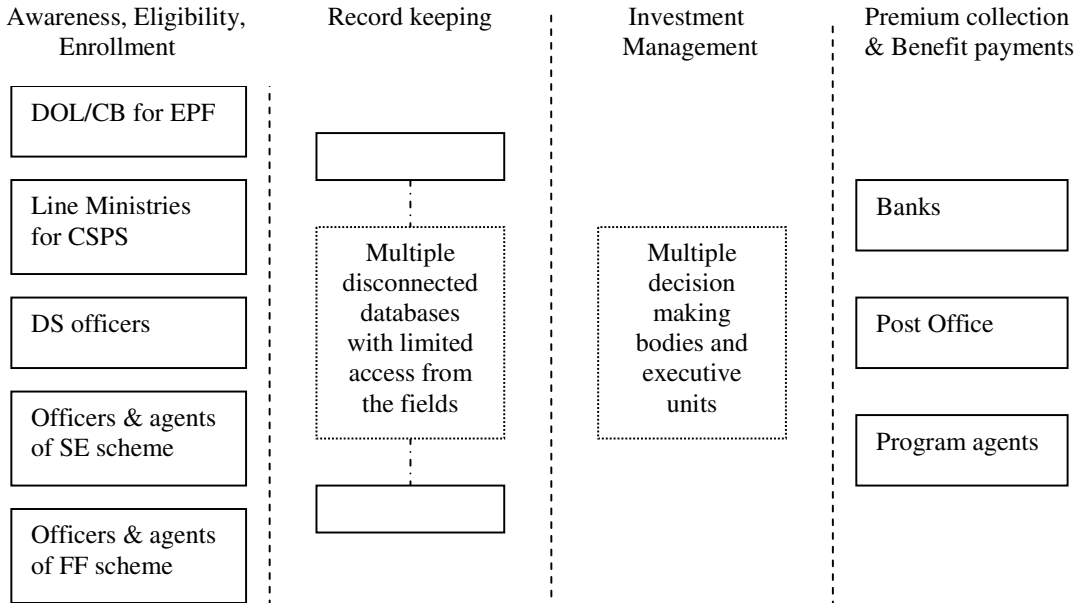 Awareness, Eligibility,
Enrollment
Record keeping
Investment
Management
Premium collection
& Benefit payments
DOL/CB for EPF
Line Ministries
for CSPS
DS officers
Officers & agents
of SE scheme
Officers & agents
of FF scheme
Multiple
disconnected
databases
with limited
access from
the fields
Multiple
decision
making
bodies and
executive
units
Banks
Post Office
Program agents